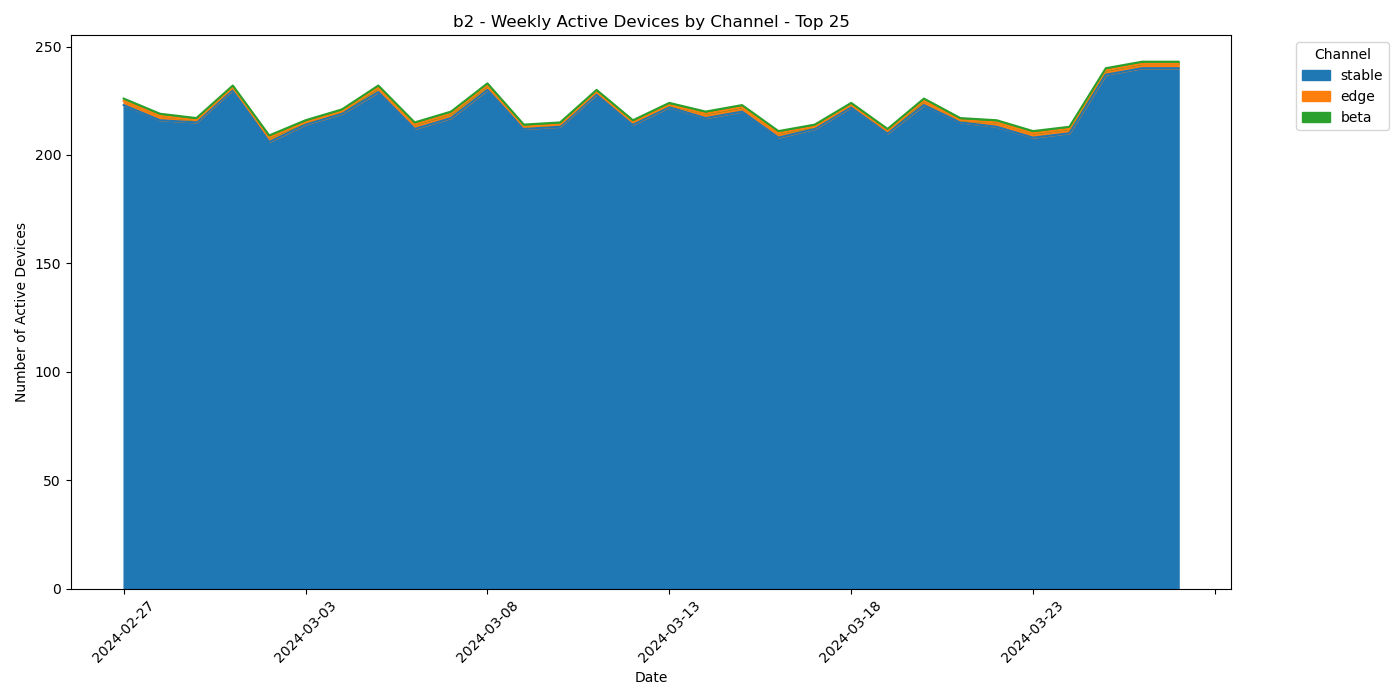 b2 - Weekly Active Devices by Channel - Top 25
Number of Active Devices
250
200
150
100
50
0
2024-02-27
2024-03-03
2024-03-08
2024-03-13
2024-03-18
2024-03-23
Date
Channel
stable
edge
beta